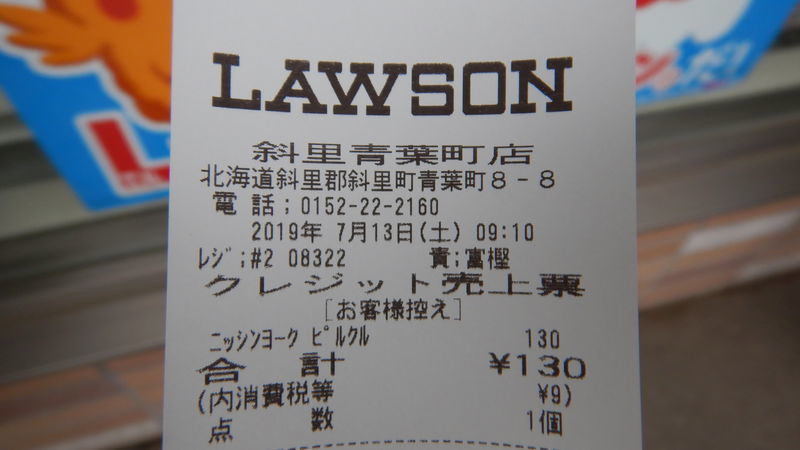 LAWSON
斜里青葉町店
北海道斜里郡斜里町青葉町8-8
電話;0152-22-2160
2019年 7月13日(土) 09:10
レジ;#2 08322 責;富樫
クレジット売上票
[お客様控え]
ニッシンヨーク ピルクル 130
合 計 ¥130
(内消費税等 ¥9)
点 数 1個